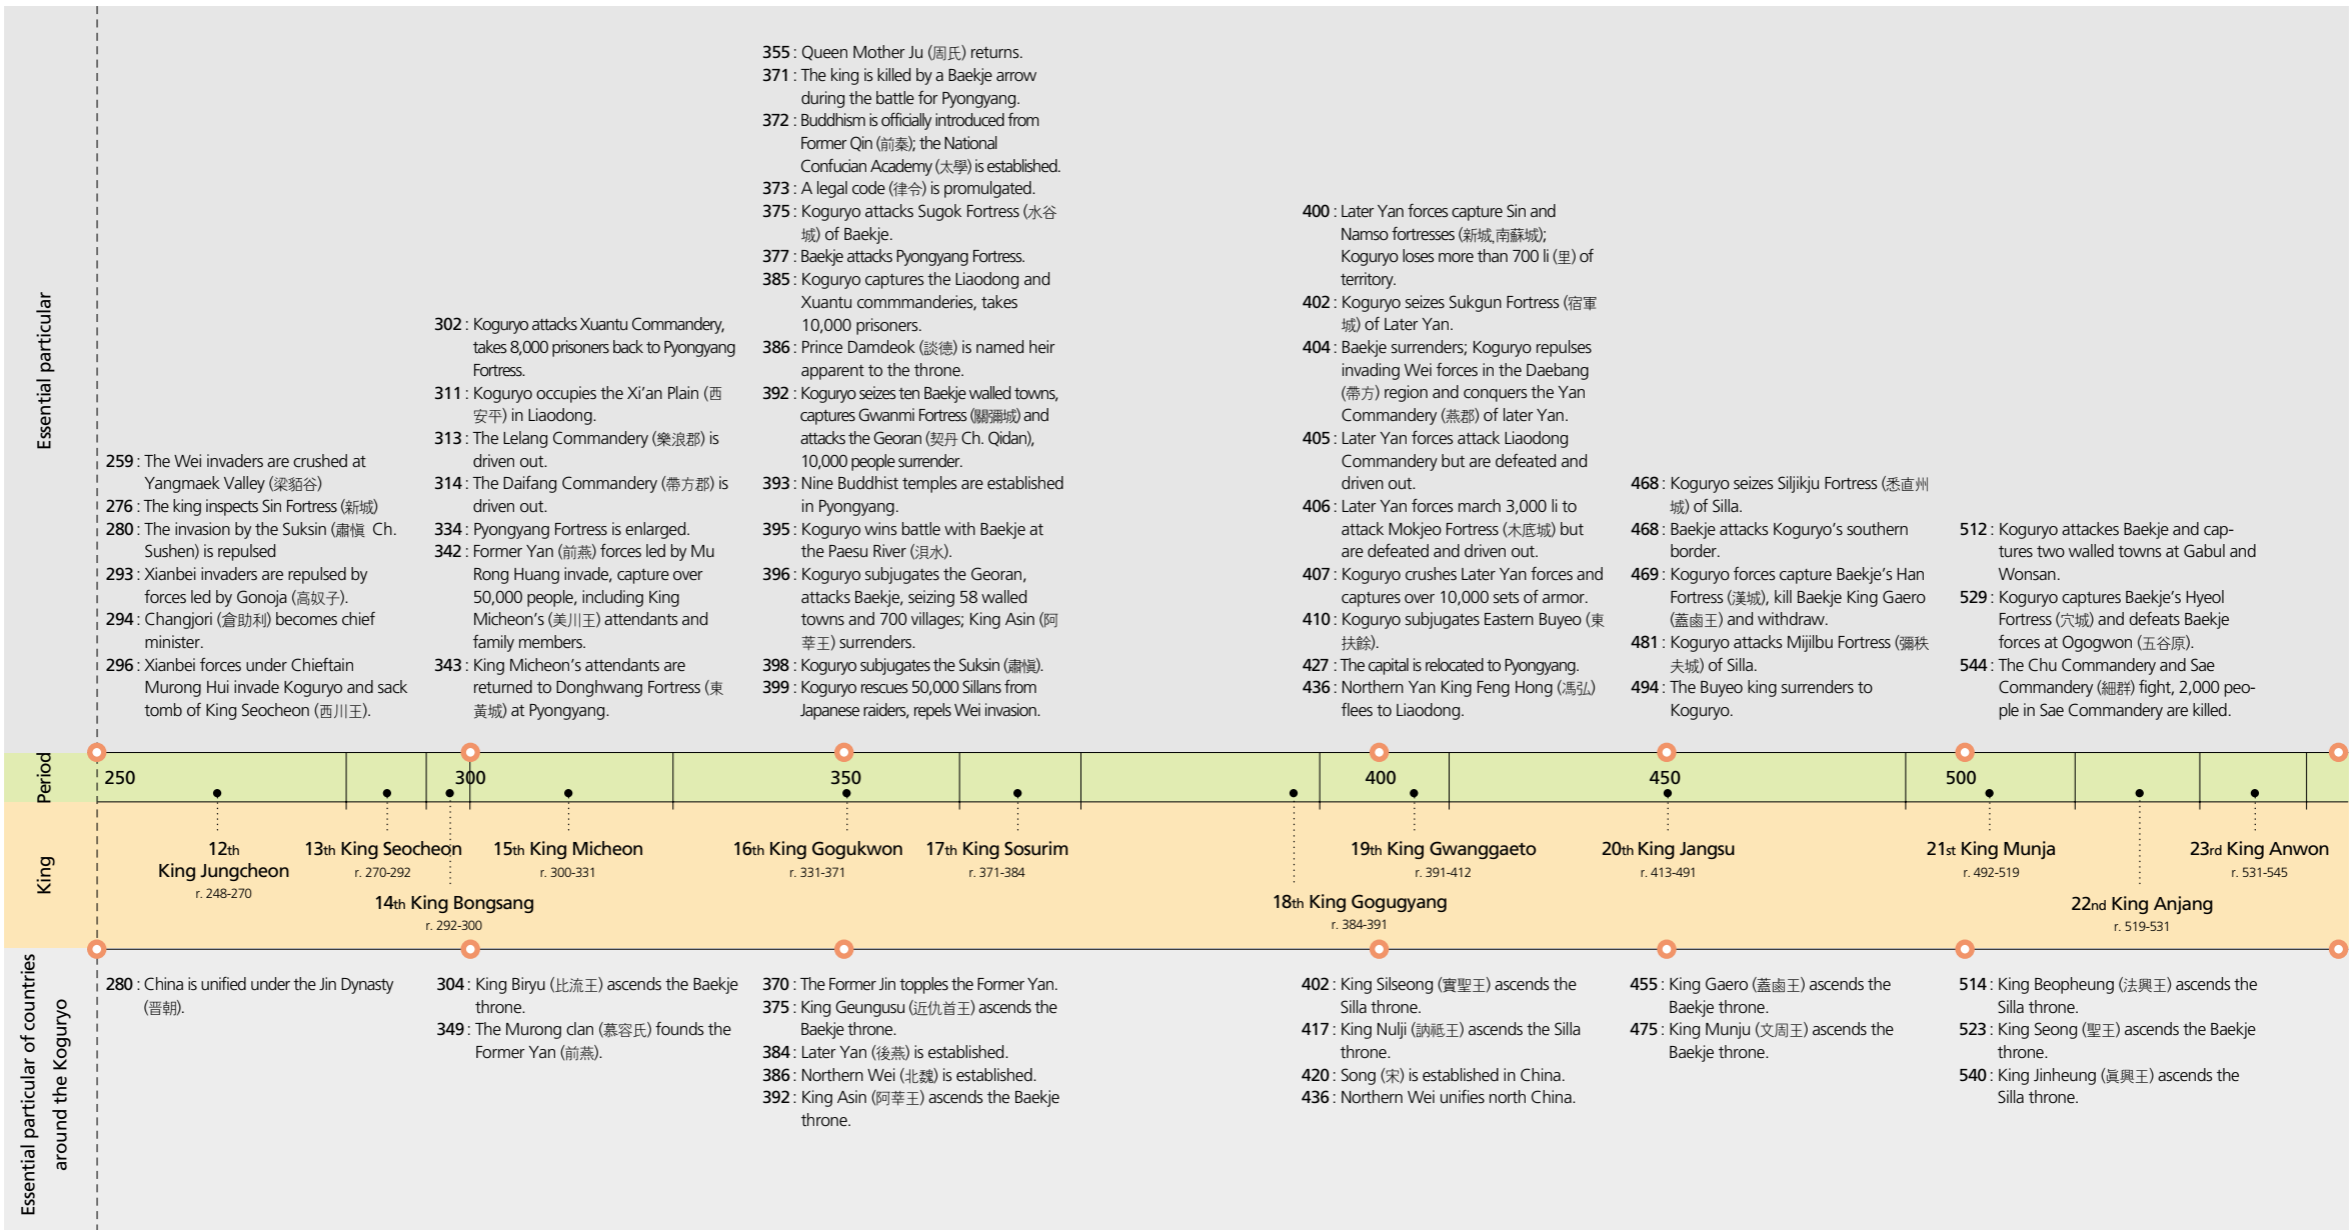 Essential particular
259 : The Wei invaders are crushed at
Yangmaek Valley (梁貊谷)
276 : The king inspects Sin Fortress (新城)
280 : The invasion by the Suksin (肅愼 Ch.
Sushen) is repulsed
293 : Xianbei invaders are repulsed by
forces led by Gonoja (高奴子).
294 : Changjori (倉助利) becomes chief
minister.
296 : Xianbei forces under Chieftain
Murong Hui invade Koguryo and sack
tomb of King Seocheon (西川王).
302 : Koguryo attacks Xuantu Commandery,
takes 8,000 prisoners back to Pyongyang
Fortress.
311 : Koguryo occupies the Xi’an Plain (西
安平) in Liaodong.
313 : The Lelang Commandery (樂浪郡) is
driven out.
314 : The Daifang Commandery (帶方郡) is
driven out.
334 : Pyongyang Fortress is enlarged.
342 : Former Yan (前燕) forces led by Mu
Rong Huang invade, capture over
50,000 people, including King
Micheon’s (美川王) attendants and
family members.
343 : King Micheon’s attendants are
returned to Donghwang Fortress (東
黃城) at Pyongyang.
355 : Queen Mother Ju (周氏) returns.
371 : The king is killed by a Baekje arrow
during the battle for Pyongyang.
372 : Buddhism is officially introduced from
Former Qin (前秦); the National
Confucian Academy (太學) is established.
373 : A legal code (律令) is promulgated.
375 : Koguryo attacks Sugok Fortress (水谷
城) of Baekje.
377 : Baekje attacks Pyongyang Fortress.
385 : Koguryo captures the Liaodong and
Xuantu commmanderies, takes
10,000 prisoners.
386 : Prince Damdeok (談德) is named heir
apparent to the throne.
392 : Koguryo seizes ten Baekje walled towns,
captures Gwanmi Fortress (關彌城) and
attacks the Georan (契丹 Ch. Qidan),
10,000 people surrender.
393 : Nine Buddhist temples are established
in Pyongyang.
395 : Koguryo wins battle with Baekje at
the Paesu River (浿水).
396 : Koguryo subjugates the Georan,
attacks Baekje, seizing 58 walled
towns and 700 villages; King Asin (阿
莘王) surrenders.
398 : Koguryo subjugates the Suksin (肅愼).
399 : Koguryo rescues 50,000 Sillans from
Japanese raiders, repels Wei invasion.
400 : Later Yan forces capture Sin and
Namso fortresses (新城,南蘇城);
Koguryo loses more than 700 li (里) of
territory.
402 : Koguryo seizes Sukgun Fortress (宿軍
城) of Later Yan.
404 : Baekje surrenders; Koguryo repulses
invading Wei forces in the Daebang
(帶方) region and conquers the Yan
Commandery (燕郡) of later Yan.
405 : Later Yan forces attack Liaodong
Commandery but are defeated and
driven out.
406 : Later Yan forces march 3,000 li to
attack Mokjeo Fortress (木底城) but
are defeated and driven out.
407 : Koguryo crushes Later Yan forces and
captures over 10,000 sets of armor.
410 : Koguryo subjugates Eastern Buyeo (東
扶餘).
427 : The capital is relocated to Pyongyang.
436 : Northern Yan King Feng Hong (馮弘)
flees to Liaodong.
468 : Koguryo seizes Siljikju Fortress (悉直州
城) of Silla.
468 : Baekje attacks Koguryo’s southern
border.
469 : Koguryo forces capture Baekje’s Han
Fortress (漢城), kill Baekje King Gaero
(蓋鹵王) and withdraw.
481 : Koguryo attacks Mijilbu Fortress (彌秩
夫城) of Silla.
494 : The Buyeo king surrenders to
Koguryo.
512 : Koguryo attackes Baekje and cap-
tures two walled towns at Gabul and
Wonsan.
529 : Koguryo captures Baekje’s Hyeol
Fortress (穴城) and defeats Baekje
forces at Ogogwon (五谷原).
544 : The Chu Commandery and Sae
Commandery (細群) fight, 2,000 peo-
ple in Sae Commandery are killed.
Period
250 300 350 400 450 500
King
12th
King Jungcheon
r. 248-270
13th King Seocheon
r. 270-292
14th King Bongsang
r. 292-300
15th King Micheon
r. 300-331
16th King Gogukwon
r. 331-371
17th King Sosurim
r. 371-384
18th King Gogugyang
r. 384-391
19th King Gwanggaeto
r. 391-412
20th King Jangsu
r. 413-491
21st King Munja
r. 492-519
22nd King Anjang
r. 519-531
23rd King Anwon
r. 531-545
Essential particular of countries
around the Koguryo
280 : China is unified under the Jin Dynasty
(晋朝).
304 : King Biryu (比流王) ascends the Baekje
throne.
349 : The Murong clan (慕容氏) founds the
Former Yan (前燕).
370 : The Former Jin topples the Former Yan.
375 : King Geungusu (近仇首王) ascends the
Baekje throne.
384 : Later Yan (後燕) is established.
386 : Northern Wei (北魏) is established.
392 : King Asin (阿莘王) ascends the Baekje
throne.
402 : King Silseong (實聖王) ascends the
Silla throne.
417 : King Nulji (訥祗王) ascends the Silla
throne.
420 : Song (宋) is established in China.
436 : Northern Wei unifies north China.
455 : King Gaero (蓋鹵王) ascends the
Baekje throne.
475 : King Munju (文周王) ascends the
Baekje throne.
514 : King Beopheung (法興王) ascends the
Silla throne.
523 : King Seong (聖王) ascends the Baekje
throne.
540 : King Jinheung (眞興王) ascends the
Silla throne.